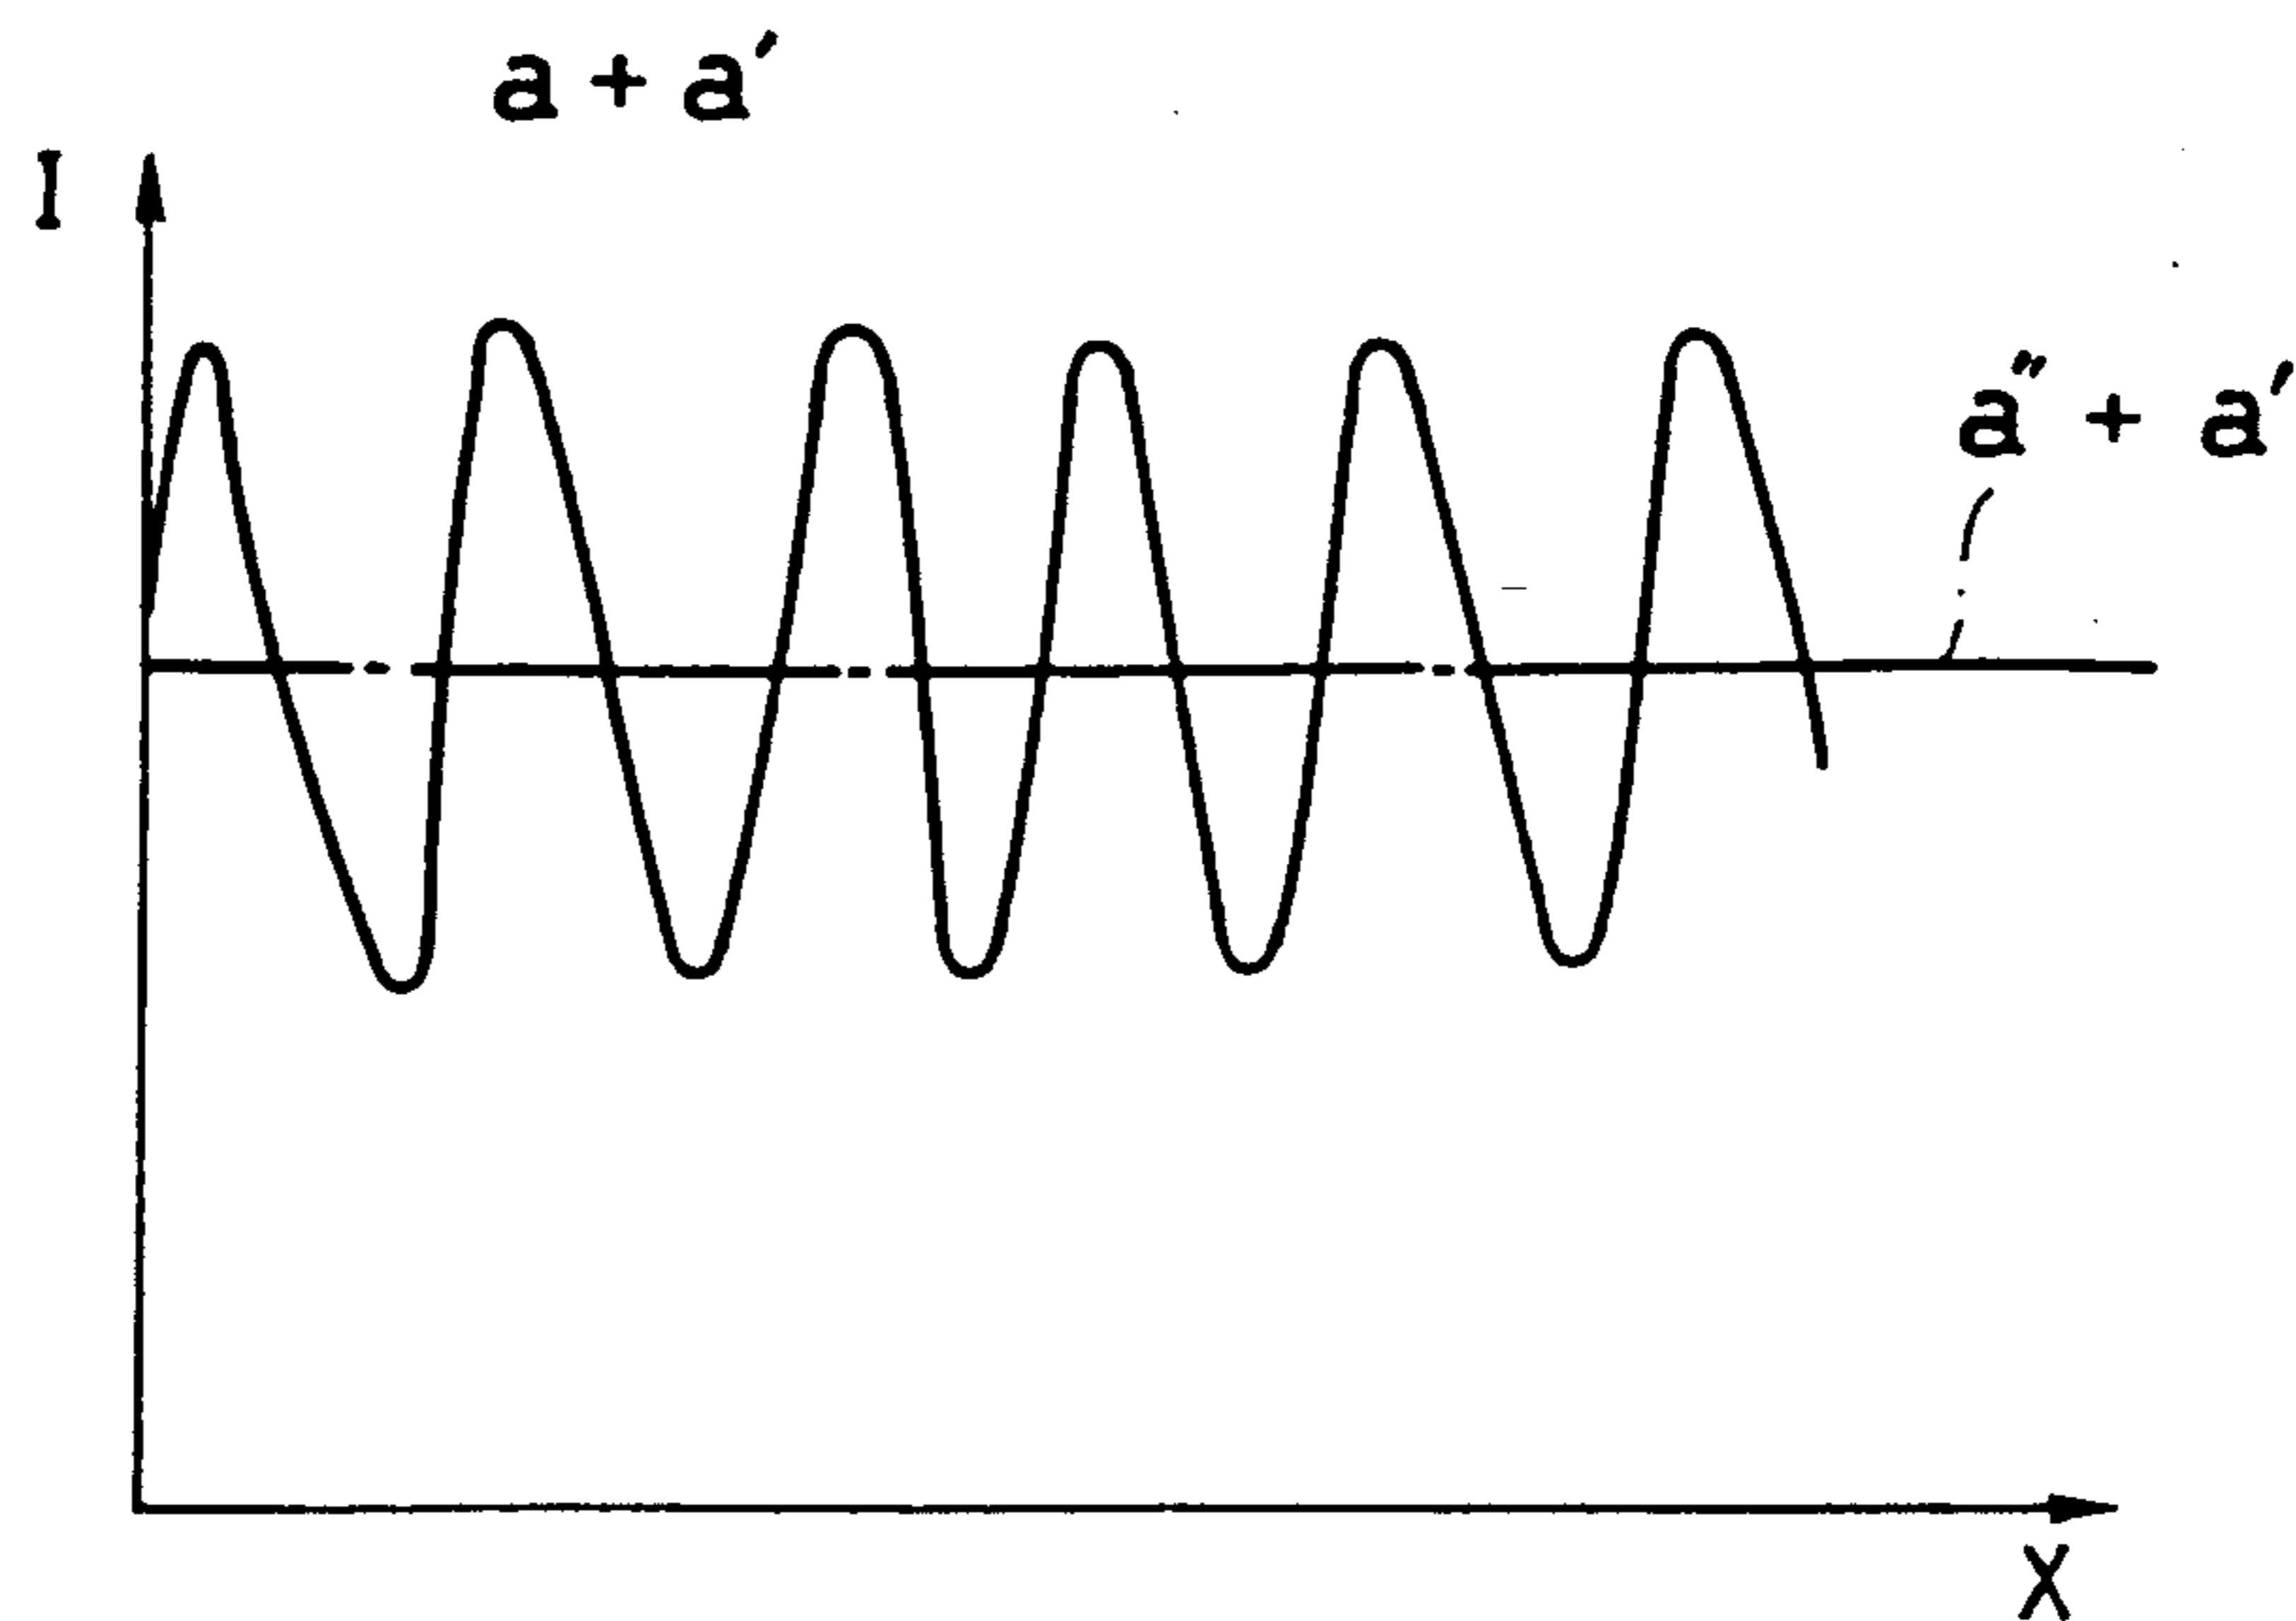 a + a′
I
a″ + a′
X